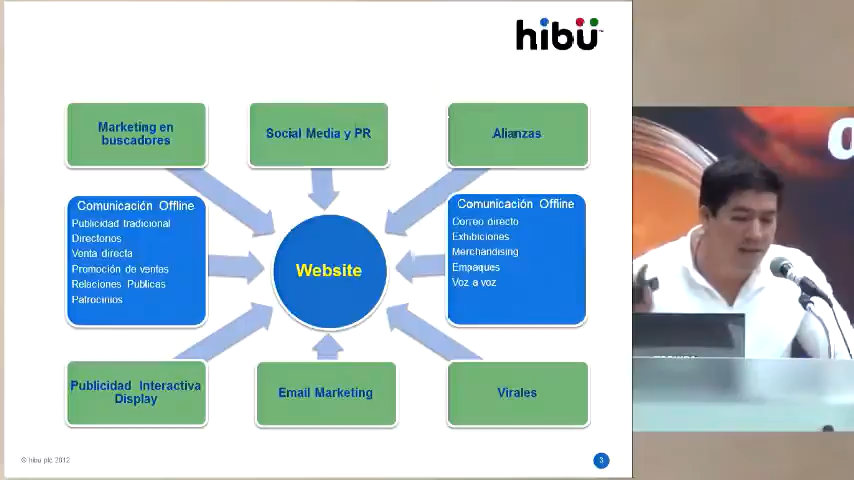 hibü
Marketing en
buscadores
Social Media y PR
Alianzas
Comunicación Offline
Publicidad tradicional
Directorios
Venta directa
Promoción de ventas
Relaciones Publicas
Patrocinios
Website
Comunicación Offline
Correo directo
Exhibiciones
Merchandising
Empaques
Voz a voz
Publicidad Interactiva
Display
Email Marketing
Virales
© hibu plc 2012
3